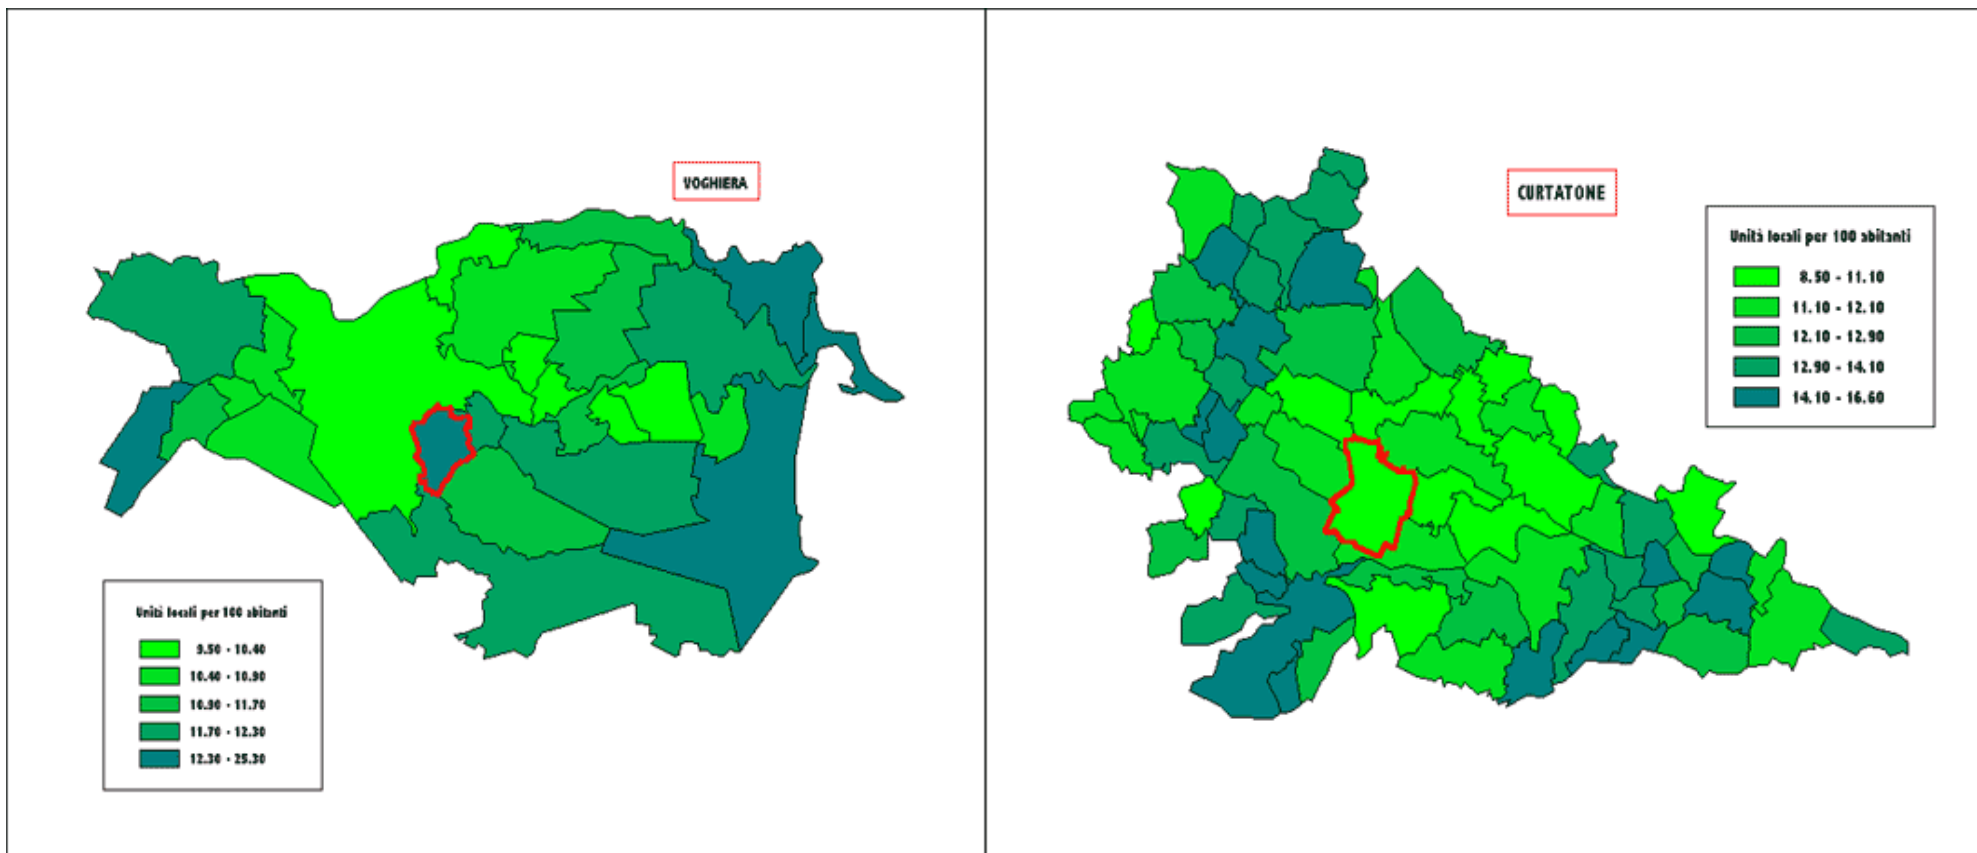 VOGHIERA
Unità locali per 100 abitanti
9.50 - 10.40
10.40 - 10.90
10.90 - 11.70
11.70 - 12.30
12.30 - 25.30
CURTATONE
Unità locali per 100 abitanti
8.50 - 11.10
11.10 - 12.10
12.10 - 12.90
12.90 - 14.10
14.10 - 16.60